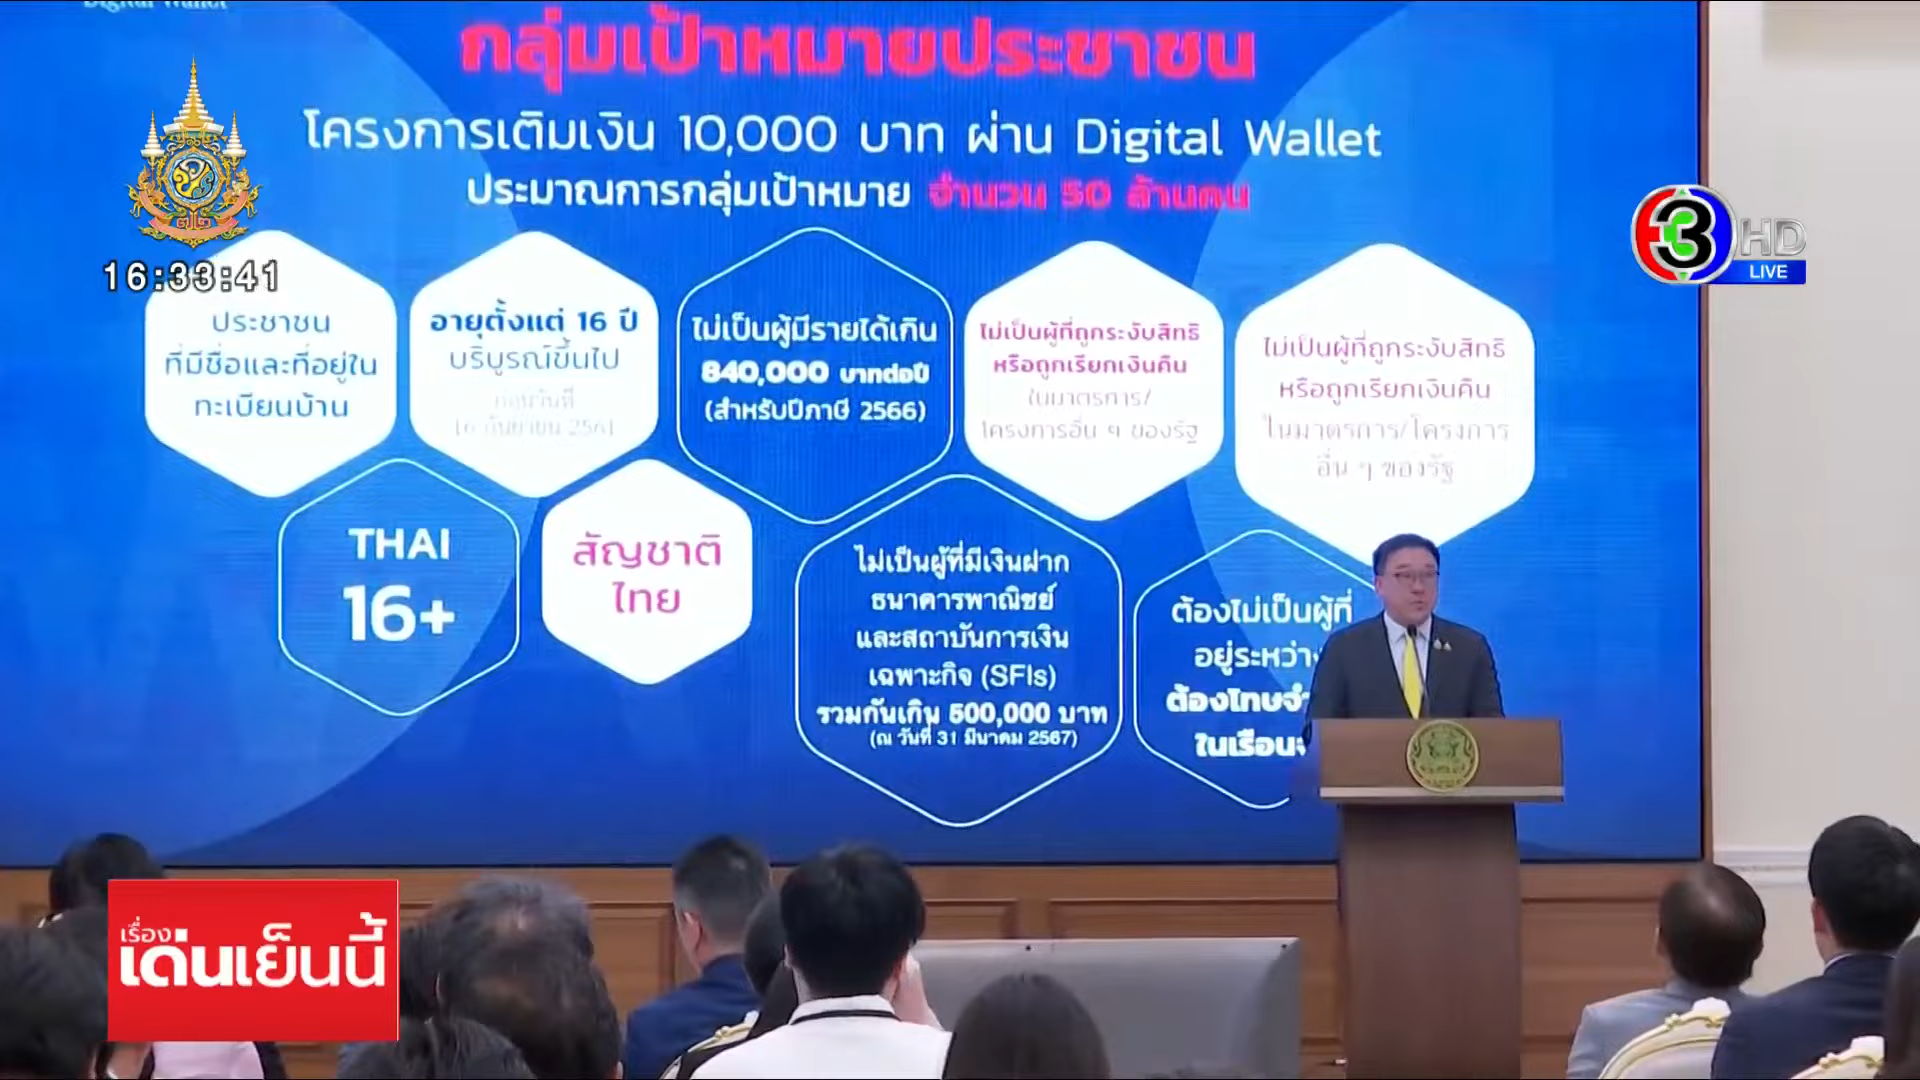 Digital Wallet
กลุ่มเป้าหมายประชาชน
โครงการเติมเงิน 10,000 บาท ผ่าน Digital Wallet
ประมาณการกลุ่มเป้าหมาย จำนวน 50 ล้านคน
16:33:41
3 HD
LIVE
ประชาชน
ที่มีชื่อและที่อยู่ใน
ทะเบียนบ้าน
อายุตั้งแต่ 16 ปี
บริบูรณ์ขึ้นไป
ไม่เป็นผู้มีรายได้เกิน
840,000 บาทต่อปี
(สำหรับปีภาษี 2566)
ไม่เป็นผู้ที่ถูกระงับสิทธิ
หรือถูกเรียกเงินคืน
ในมาตรการ/
โครงการอื่น ๆ ของรัฐ
ไม่เป็นผู้ที่ถูกระงับสิทธิ
หรือถูกเรียกเงินคืน
ในมาตรการ/โครงการ
อื่น ๆ ของรัฐ
THAI
16+
สัญชาติ
ไทย
ไม่เป็นผู้ที่มีเงินฝาก
ธนาคารพาณิชย์
และสถาบันการเงิน
เฉพาะกิจ (SFIs)
รวมกันเกิน 500,000 บาท
(ณ วันที่ 31 มีนาคม 2567)
ต้องไม่เป็นผู้ที่
อยู่ระหว่าง
ต้องโทษจำ
ในเรือน
เรื่อง
เด่นเย็นนี้